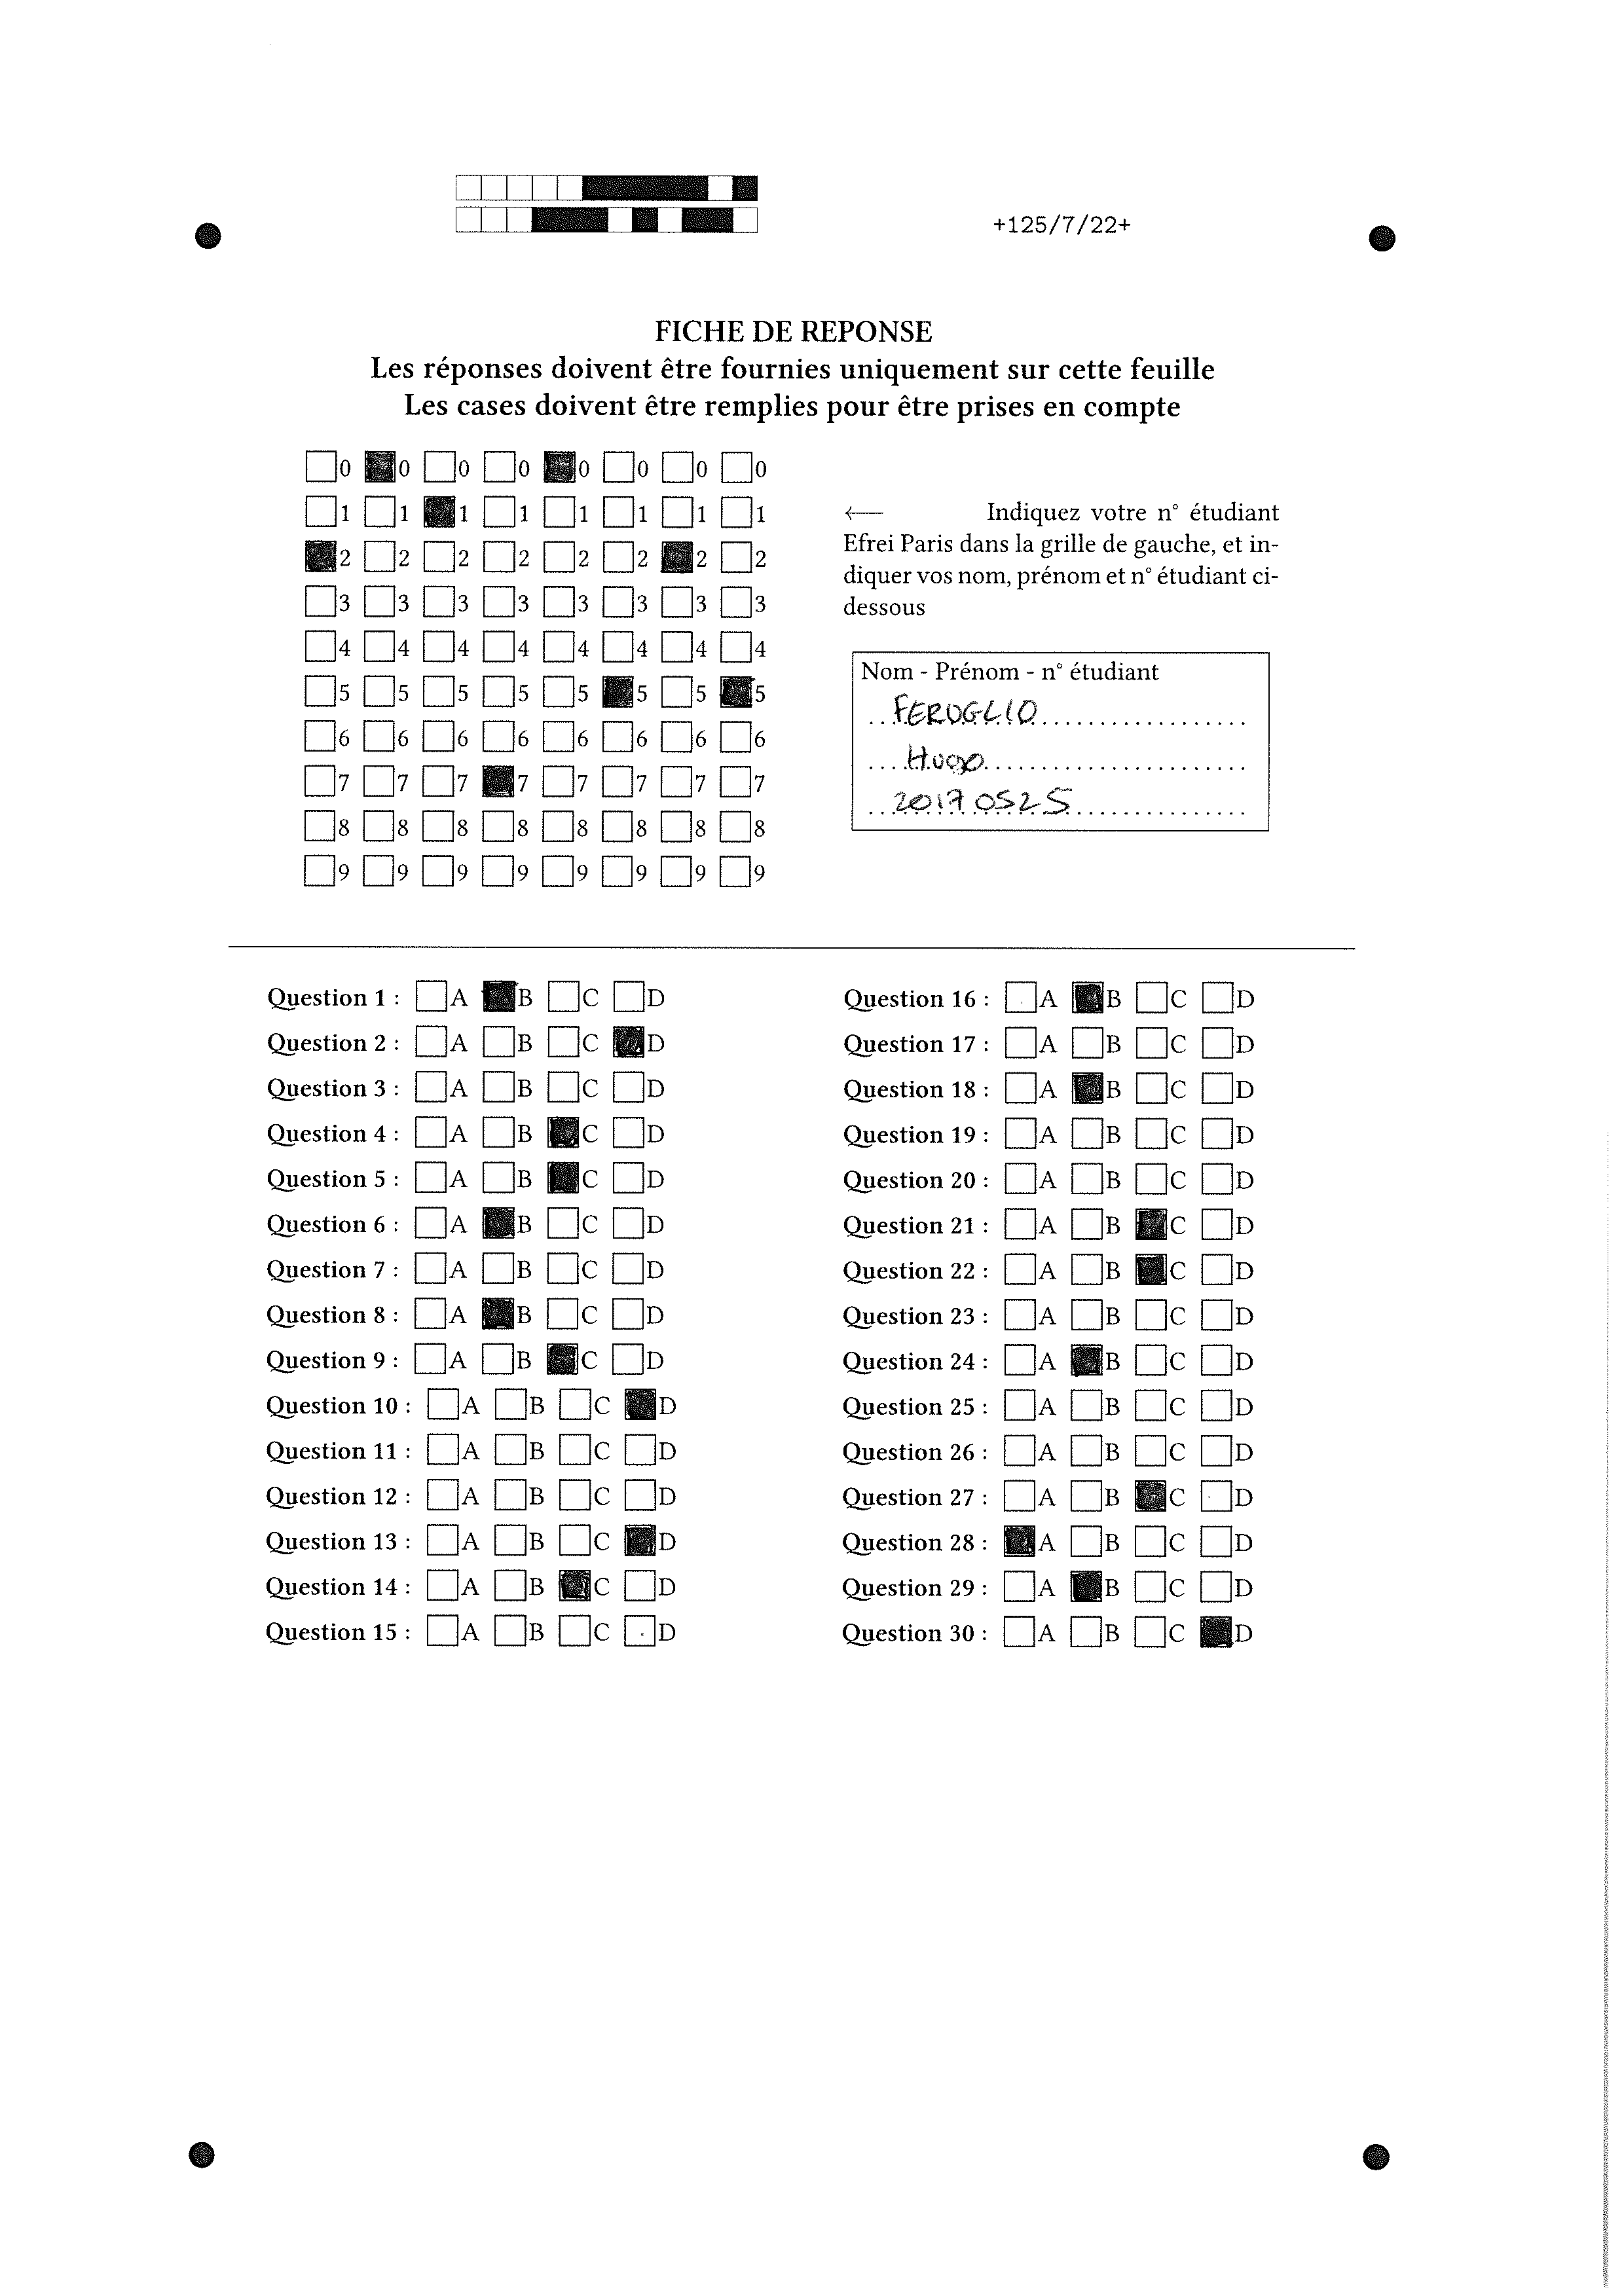 +125/7/22+
FICHE DE REPONSE
Les réponses doivent être fournies uniquement sur cette feuille
Les cases doivent être remplies pour être prises en compte
0 0 0 0 0 0 0 0
1 1 1 1 1 1 1 1
2 2 2 2 2 2 2 2
3 3 3 3 3 3 3 3
4 4 4 4 4 4 4 4
5 5 5 5 5 5 5 5
6 6 6 6 6 6 6 6
7 7 7 7 7 7 7 7
8 8 8 8 8 8 8 8
9 9 9 9 9 9 9 9
← Indiquez votre n° étudiant
Efrei Paris dans la grille de gauche, et in-
diquer vos nom, prénom et n° étudiant ci-
dessous
Nom - Prénom - n° étudiant
FERUGLIO
Hugo
20170525
Question 1 : A B C D
Question 2 : A B C D
Question 3 : A B C D
Question 4 : A B C D
Question 5 : A B C D
Question 6 : A B C D
Question 7 : A B C D
Question 8 : A B C D
Question 9 : A B C D
Question 10 : A B C D
Question 11 : A B C D
Question 12 : A B C D
Question 13 : A B C D
Question 14 : A B C D
Question 15 : A B C D
Question 16 : A B C D
Question 17 : A B C D
Question 18 : A B C D
Question 19 : A B C D
Question 20 : A B C D
Question 21 : A B C D
Question 22 : A B C D
Question 23 : A B C D
Question 24 : A B C D
Question 25 : A B C D
Question 26 : A B C D
Question 27 : A B C D
Question 28 : A B C D
Question 29 : A B C D
Question 30 : A B C D